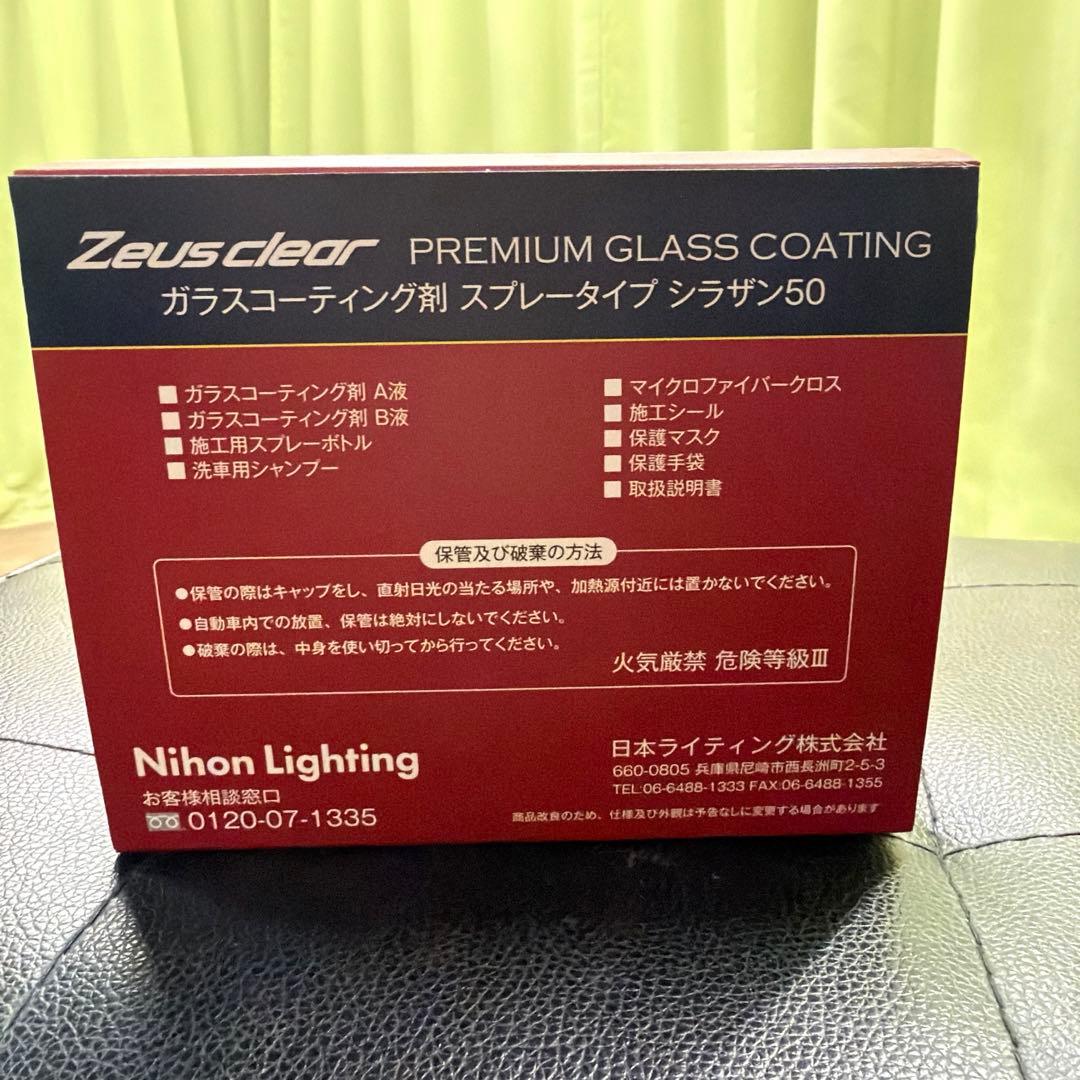 Zeusclear PREMIUM GLASS COATING
ガラスコーティング剤 スプレータイプ シラザン50
■ ガラスコーティング剤 A液
■ ガラスコーティング剤 B液
■ 施工用スプレーボトル
■ 洗車用シャンプー
■ マイクロファイバークロス
■ 施工シール
■ 保護マスク
■ 保護手袋
■ 取扱説明書
保管及び破棄の方法
●保管の際はキャップをし、直射日光の当たる場所や、加熱源付近には置かないでください。
●自動車内での放置、保管は絶対にしないでください。
●破棄の際は、中身を使い切ってから行ってください。
火気厳禁 危険等級Ⅲ
Nihon Lighting
お客様相談窓口
0120-07-1335
日本ライティング株式会社
660-0805 兵庫県尼崎市西長洲町2-5-3
TEL:06-6488-1333 FAX:06-6488-1355
商品改良のため、仕様及び外観は予告なしに変更する場合があります